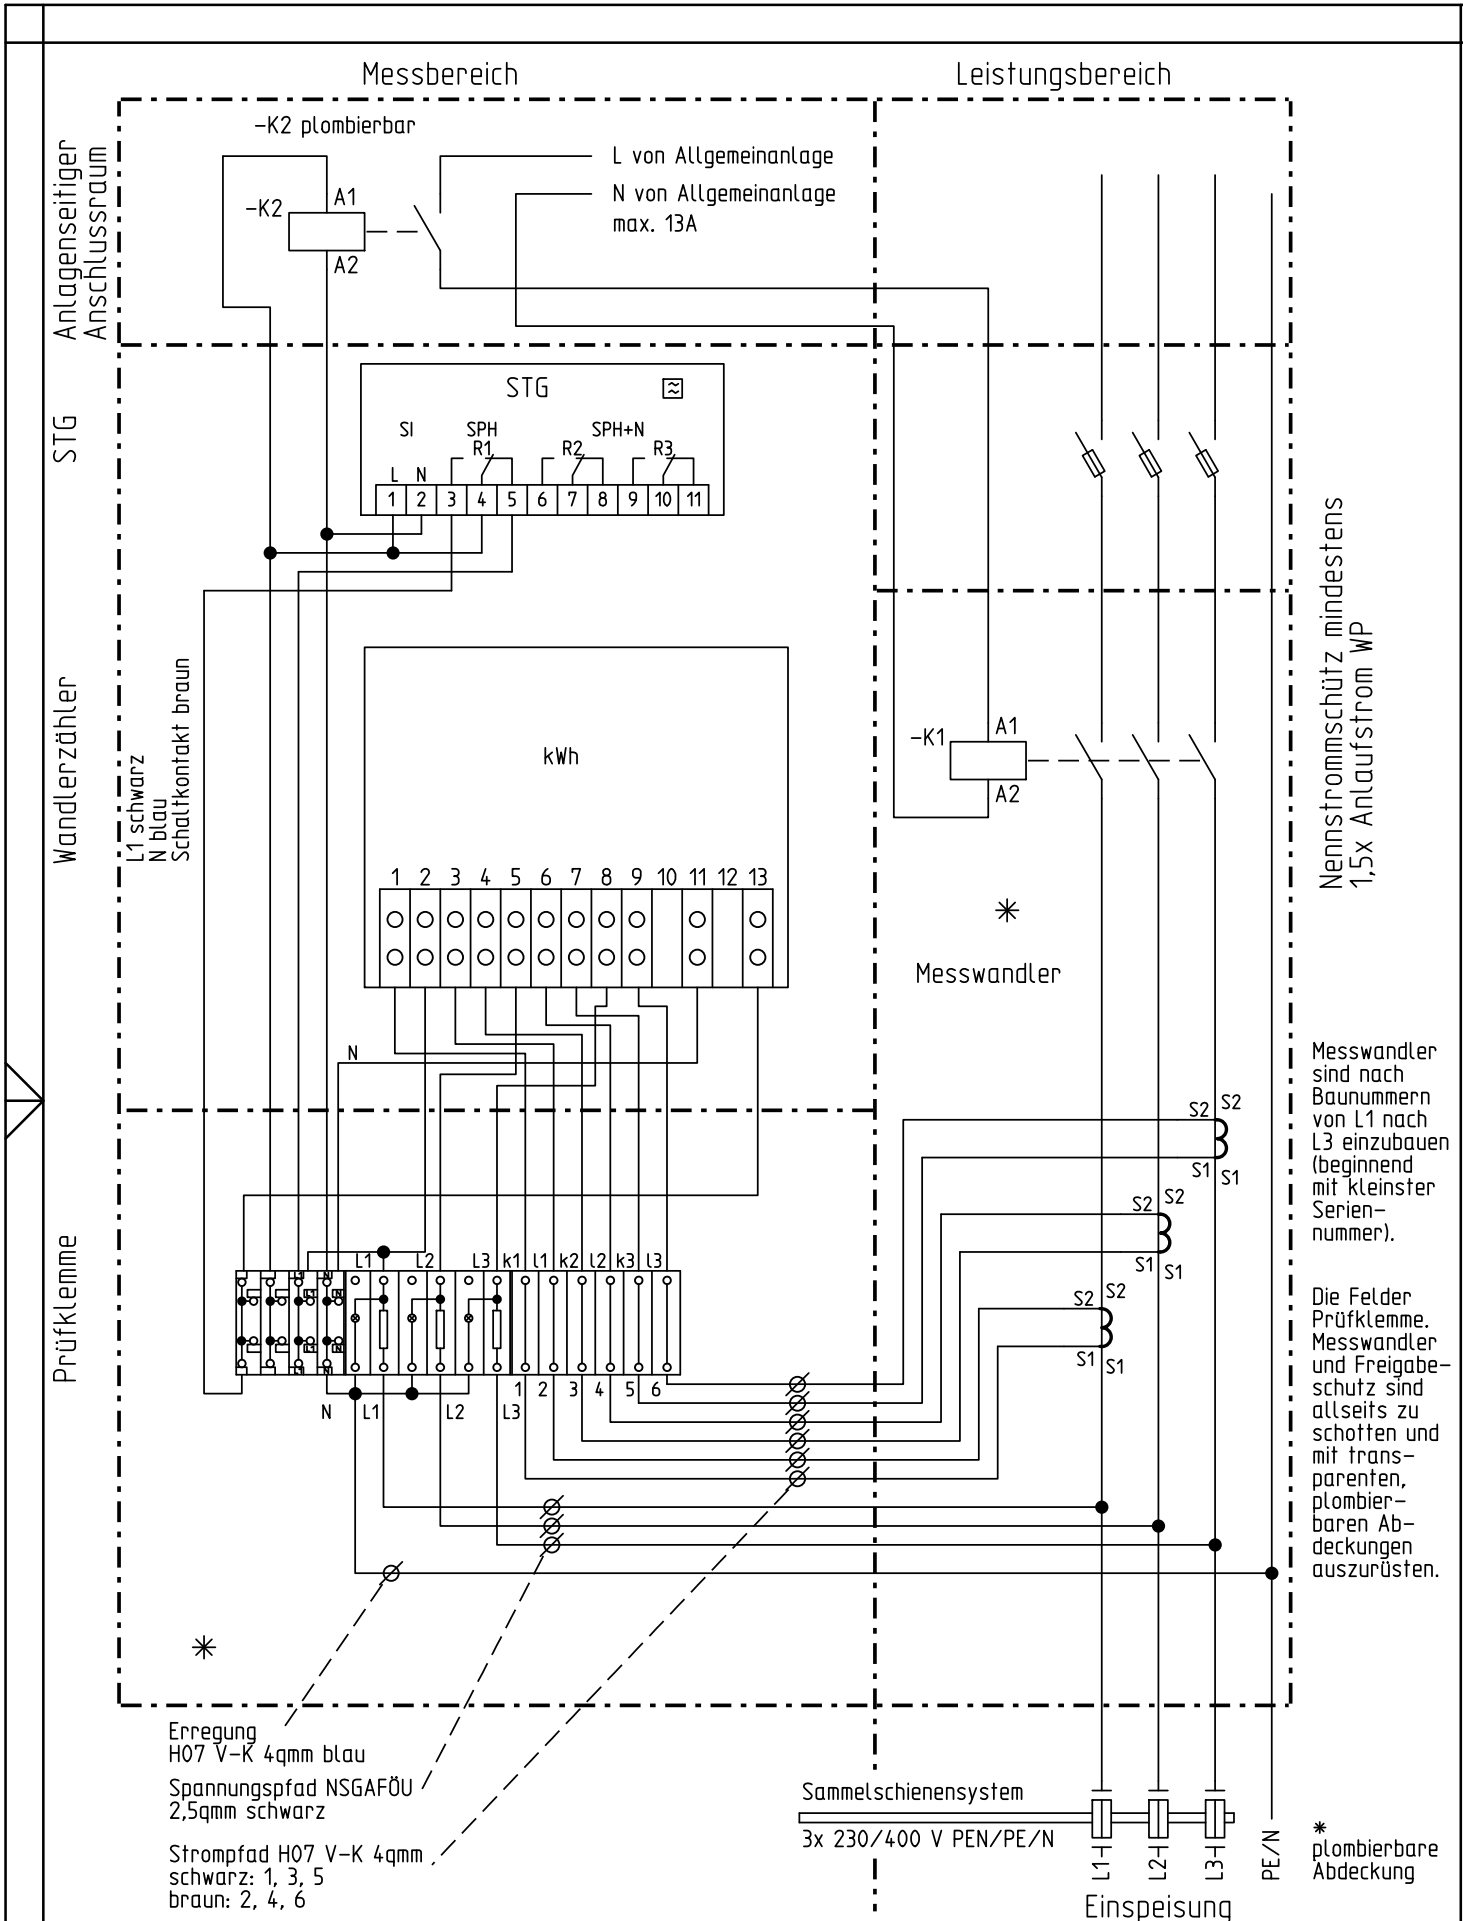 Messbereich
Leistungsbereich
Anlagenseitiger
Anschlussraum
-K2 plombierbar
L von Allgemeinanlage
N von Allgemeinanlage
max. 13A
-K2
A1
A2
STG
STG
SI
SPH
SPH+N
R1
R2
R3
L N
1 2 3 4 5 6 7 8 9 10 11
Nennstrommschütz mindestens
1,5x Anlaufstrom WP
Wandlerzähler
L1 schwarz
N blau
Schaltkontakt braun
kWh
-K1
A1
A2
1 2 3 4 5 6 7 8 9 10 11 12 13
Messwandler
N
Messwandler
sind nach
Baunummern
von L1 nach
L3 einzubauen
(beginnend
mit kleinster
Serien-
nummer).
S2 S2
S1 S1
S2 S2
S1 S1
S2 S2
S1 S1
Prüfklemme
L1 L2 L3 k1 l1 k2 l2 k3 l3
L1 N
L1 N
L1 N
L1 N
1 2 3 4 5 6
N L1 L2 L3
Die Felder
Prüfklemme.
Messwandler
und Freigabe-
schutz sind
allseits zu
schotten und
mit trans-
parenten,
plombier-
baren Ab-
deckungen
auszurüsten.
Erregung
H07 V-K 4qmm blau
Spannungspfad NSGAFÖU
2,5qmm schwarz
Strompfad H07 V-K 4qmm
schwarz: 1, 3, 5
braun: 2, 4, 6
Sammelschienensystem
3x 230/400 V PEN/PE/N
L1
L2
L3
PE/N
Einspeisung
*
plombierbare
Abdeckung